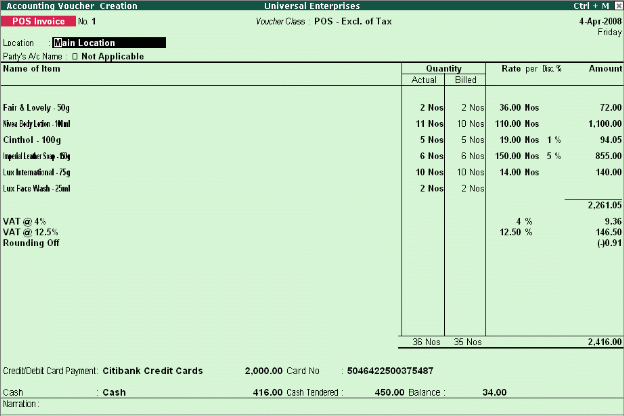 Accounting Voucher Creation Universal Enterprises Ctrl + M
POS Invoice No. 1 Voucher Class : POS - Excl. of Tax 4-Apr-2008
Friday
Location : Main Location
Party's A/c Name : Not Applicable
Name of Item Quantity Rate per Disc. % Amount
Actual Billed
Fair & Lovely - 50g 2 Nos 2 Nos 36.00 Nos 72.00
Nivea Body Lotion - 100ml 11 Nos 10 Nos 110.00 Nos 1,100.00
Cinthol - 100g 5 Nos 5 Nos 19.00 Nos 1 % 94.05
Imperial Leather Soap - 150g 6 Nos 6 Nos 150.00 Nos 5 % 855.00
Lux International - 75g 10 Nos 10 Nos 14.00 Nos 140.00
Lux Face Wash - 25ml 2 Nos 2 Nos
2,261.05
VAT @ 4% 4 % 9.36
VAT @ 12.5% 12.50 % 146.50
Rounding Off (-)0.91
36 Nos 35 Nos 2,416.00
Credit/Debit Card Payment : Citibank Credit Cards 2,000.00 Card No : 5046422500375487
Cash : Cash 416.00 Cash Tendered : 450.00 Balance : 34.00
Narration :